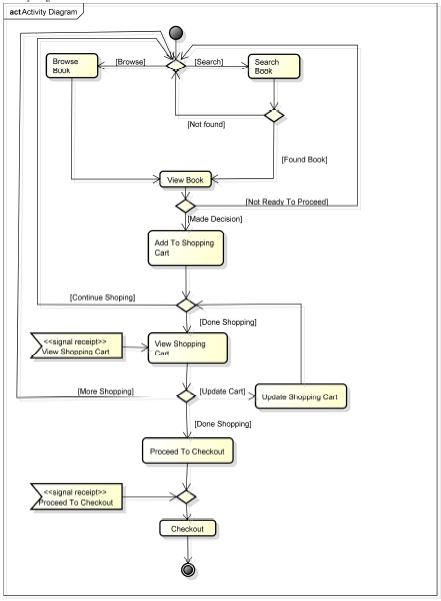 act Activity Diagram
Browse
Book
[Browse]
[Search]
Search
Book
[Not found]
[Found Book]
View Book
[Not Ready To Proceed]
[Made Decision]
Add To Shopping
Cart
[Continue Shoping]
[Done Shopping]
<<signal receipt>>
View Shopping Cart
View Shopping
Cart
[More Shopping]
[Update Cart]
Update Shopping Cart
[Done Shopping]
Proceed To Checkout
<<signal receipt>>
Proceed To Checkout
Checkout